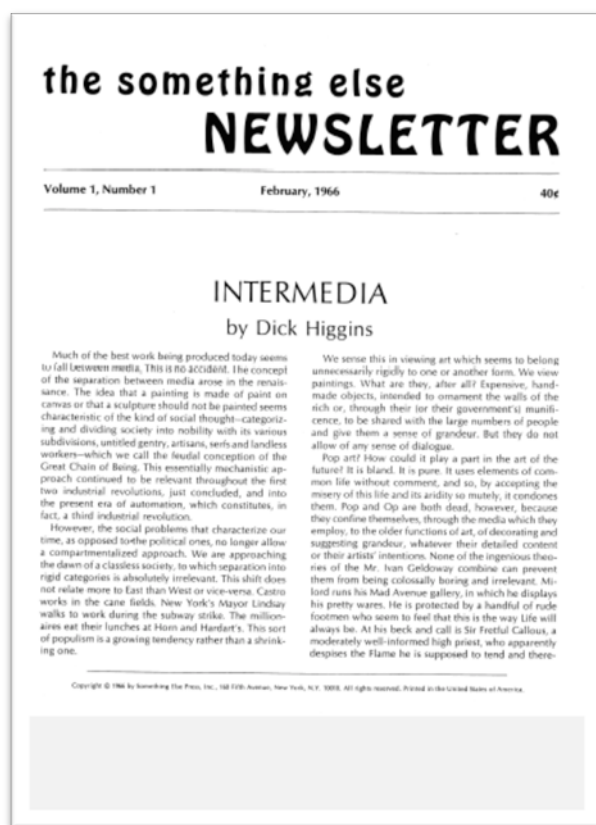 the something else
NEWSLETTER
Volume 1, Number 1 February, 1966 40¢
INTERMEDIA
by Dick Higgins
Much of the best work being produced today seems
to fall between media. This is no accident. The concept
of the separation between media arose in the renais-
sance. The idea that a painting is made of paint on
canvas or that a sculpture should not be painted seems
characteristic of the kind of social thought—categoriz-
ing and dividing society into nobility with its various
subdivisions, untitled gentry, artisans, serfs and landless
workers—which we call the feudal conception of the
Great Chain of Being. This essentially mechanistic ap-
proach continued to be relevant throughout the first
two industrial revolutions, just concluded, and into
the present era of automation, which constitutes, in
fact, a third industrial revolution.
However, the social problems that characterize our
time, as opposed to the political ones, no longer allow
a compartmentalized approach. We are approaching
the dawn of a classless society, to which separation into
rigid categories is absolutely irrelevant. This shift does
not relate more to East than West or vice-versa. Castro
works in the cane fields. New York's Mayor Lindsay
walks to work during the subway strike. The million-
aires eat their lunches at Horn and Hardart's. This sort
of populism is a growing tendency rather than a shrink-
ing one.
We sense this in viewing art which seems to belong
unnecessarily rigidly to one or another form. We view
paintings. What are they, after all? Expensive, hand-
made objects, intended to ornament the walls of the
rich or, through their (or their government's) munifi-
cence, to be shared with the large numbers of people
and give them a sense of grandeur. But they do not
allow of any sense of dialogue.
Pop art? How could it play a part in the art of the
future? It is bland. It is pure. It uses elements of com-
mon life without comment, and so, by accepting the
misery of this life and its aridity so mutely, it condones
them. Pop and Op are both dead, however, because
they confine themselves, through the media which they
employ, to the older functions of art, of decorating and
suggesting grandeur, whatever their detailed content
or their artists' intentions. None of the ingenious theo-
ries of the Mr. Ivan Geldoway combine can prevent
them from being colossally boring and irrelevant. Mi-
lord runs his Mad Avenue gallery, in which he displays
his pretty wares. He is protected by a handful of rude
footmen who seem to feel that this is the way Life will
always be. At his beck and call is Sir Fretful Callous, a
moderately well-informed high priest, who apparently
despises the Flame he is supposed to tend and there-
Copyright © 1966 by Something Else Press, Inc., 160 Fifth Avenue, New York, N.Y. 10010. All rights reserved. Printed in the United States of America.